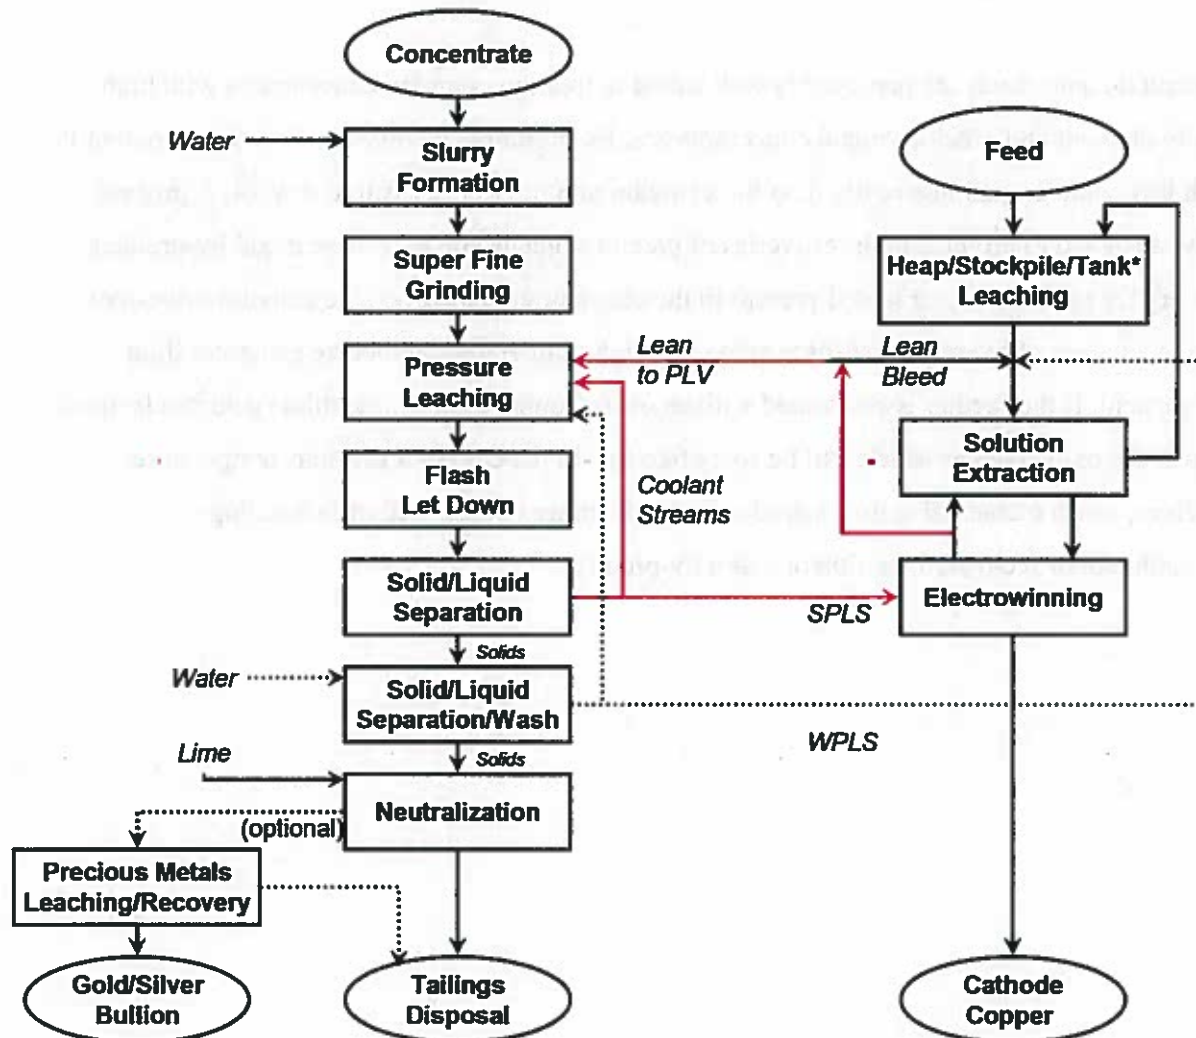 Concentrate
Water
Slurry
Formation
Super Fine
Grinding
Pressure
Leaching
Lean
to PLV
Lean
Bleed
Flash
Let Down
Coolant
Streams
Solid/Liquid
Separation
SPLS
Solids
Water
Solid/Liquid
Separation/Wash
WPLS
Solids
Lime
Neutralization
(optional)
Precious Metals
Leaching/Recovery
Gold/Silver
Bullion
Tailings
Disposal
Feed
Heap/Stockpile/Tank*
Leaching
Solution
Extraction
Electrowinning
Cathode
Copper